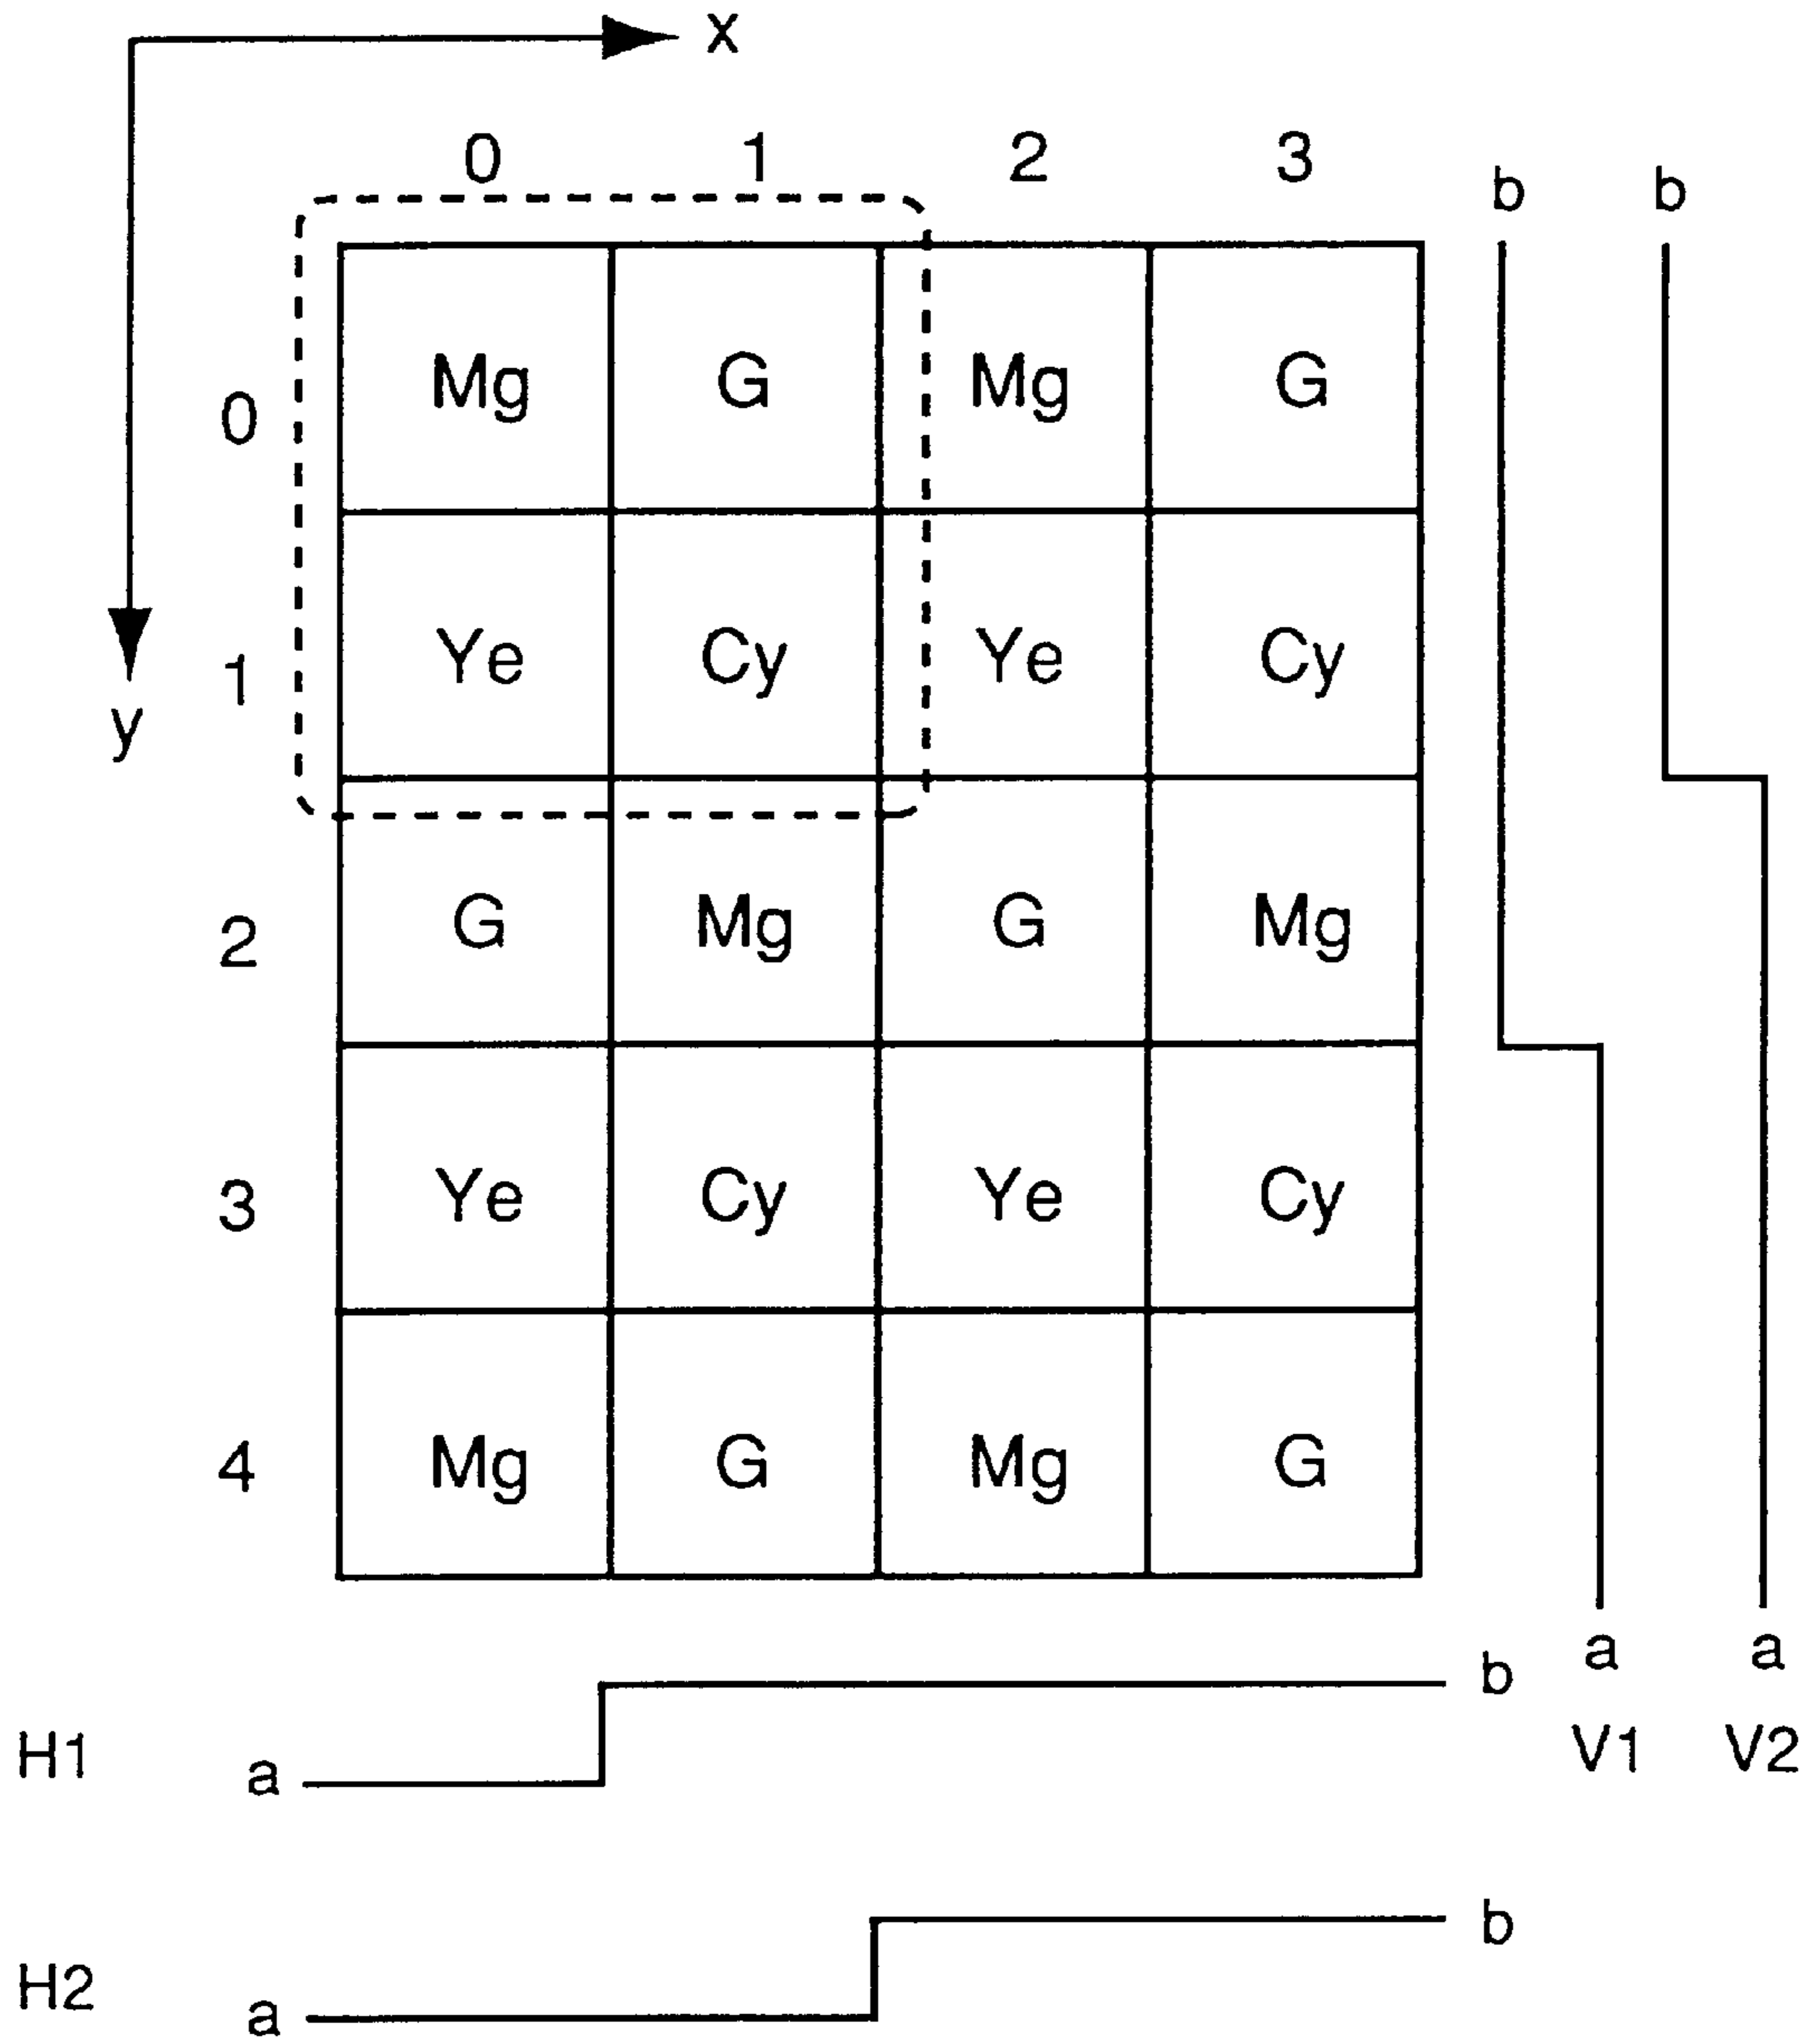 x
0 1 2 3 b b
0 Mg G Mg G
1 Ye Cy Ye Cy
y
2 G Mg G Mg
3 Ye Cy Ye Cy
4 Mg G Mg G
a a
b
H1 a V1 V2
b
H2 a